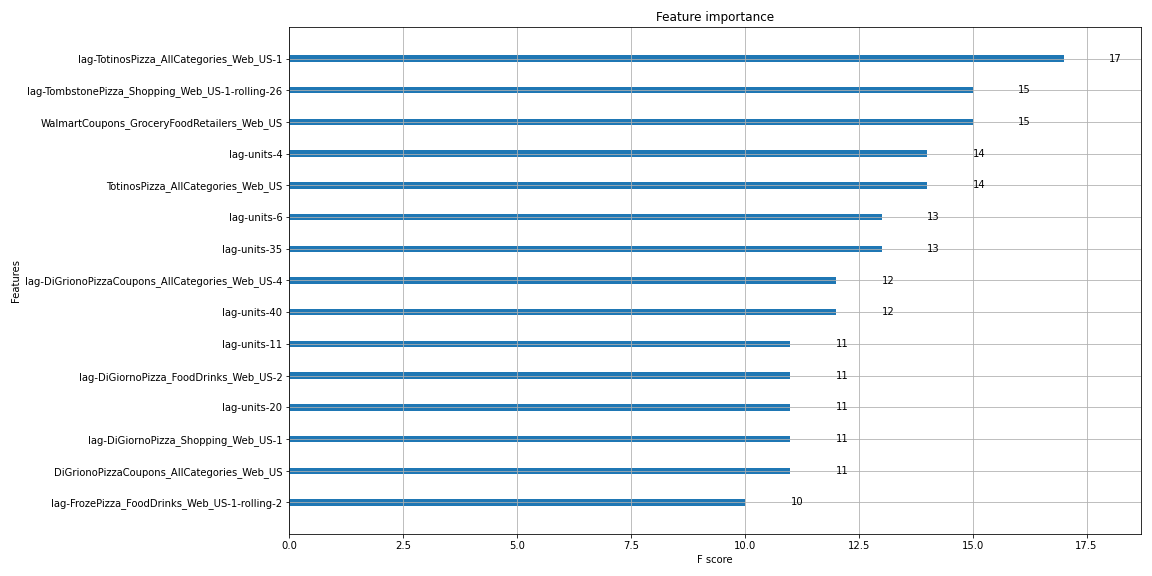 Feature importance
lag-TotinosPizza_AllCategories_Web_US-1 17
lag-TombstonePizza_Shopping_Web_US-1-rolling-26 15
WalmartCoupons_GroceryFoodRetailers_Web_US 15
lag-units-4 14
TotinosPizza_AllCategories_Web_US 14
lag-units-6 13
lag-units-35 13
lag-DiGrionoPizzaCoupons_AllCategories_Web_US-4 12
lag-units-40 12
lag-units-11 11
lag-DiGiornoPizza_FoodDrinks_Web_US-2 11
lag-units-20 11
lag-DiGiornoPizza_Shopping_Web_US-1 11
DiGrionoPizzaCoupons_AllCategories_Web_US 11
lag-FrozePizza_FoodDrinks_Web_US-1-rolling-2 10
Features
0.0 2.5 5.0 7.5 10.0 12.5 15.0 17.5
F score